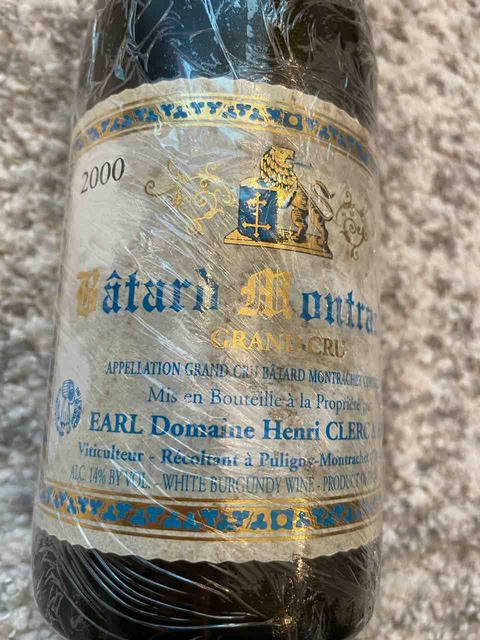 2000
Bâtard Montra
GRAND CRU
APPELLATION GRAND CRU BÂTARD MONTRACHET
Mis en Bouteille à la Propriété
EARL Domaine Henri CLERC
Viticulteur - Récoltant à Puligny-Montrachet
ALC. 14% BY VOL. - WHITE BURGUNDY WINE - PRODUCT